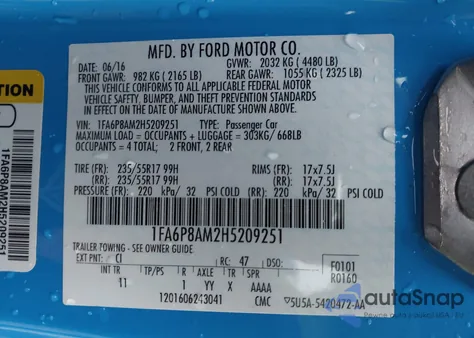 MFD. BY FORD MOTOR CO.
DATE: 06/16 GVWR: 2032 KG ( 4480 LB)
FRONT GAWR: 982 KG ( 2165 LB) REAR GAWR: 1055 KG ( 2325 LB)
THIS VEHICLE CONFORMS TO ALL APPLICABLE FEDERAL MOTOR
VEHICLE SAFETY, BUMPER, AND THEFT PREVENTION STANDARDS
IN EFFECT ON THE DATE OF MANUFACTURE SHOWN ABOVE.
VIN: 1FA6P8AM2H5209251 TYPE: Passenger Car
MAXIMUM LOAD = OCCUPANTS + LUGGAGE = 303KG/ 668LB
OCCUPANTS = 4 TOTAL; 2 FRONT, 2 REAR
TIRE (FR): 235/55R17 99H RIMS (FR): 17x7.5J
(RR): 235/55R17 99H (RR): 17x7.5J
PRESSURE (FR): 220 kPa/ 32 PSI COLD (RR): 220 kPa/ 32 PSI COLD
1FA6P8AM2H5209251
TRAILER TOWING - SEE OWNER GUIDE
EXT PNT: CI RC: 47 DSO: F0101
R0160
INT TR TP/PS R AXLE TR SPR
11 I YY X AAAA
1201606243041 CMC
5U5A-5420472-AA
CAUTION
1FA6P8AM2H5209251
autoSnap